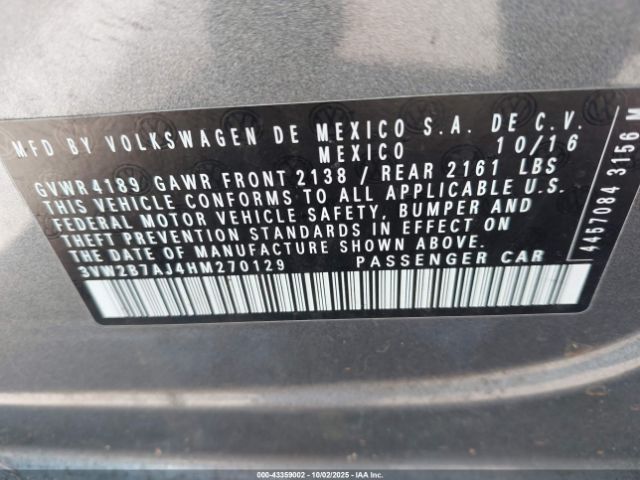 MFD BY VOLKSWAGEN DE MEXICO S.A. DE C.V.
MEXICO 10/16
GVWR 4189 GAWR FRONT 2138 / REAR 2161 LBS
THIS VEHICLE CONFORMS TO ALL APPLICABLE U.S.
FEDERAL MOTOR VEHICLE SAFETY, BUMPER AND
THEFT PREVENTION STANDARDS IN EFFECT ON
THE DATE OF MANUFACTURE SHOWN ABOVE.
3VW2B7AJ4HM270129 PASSENGER CAR
4457084 3156 M
000-43359002 - 10/02/2025 - IAA Inc.